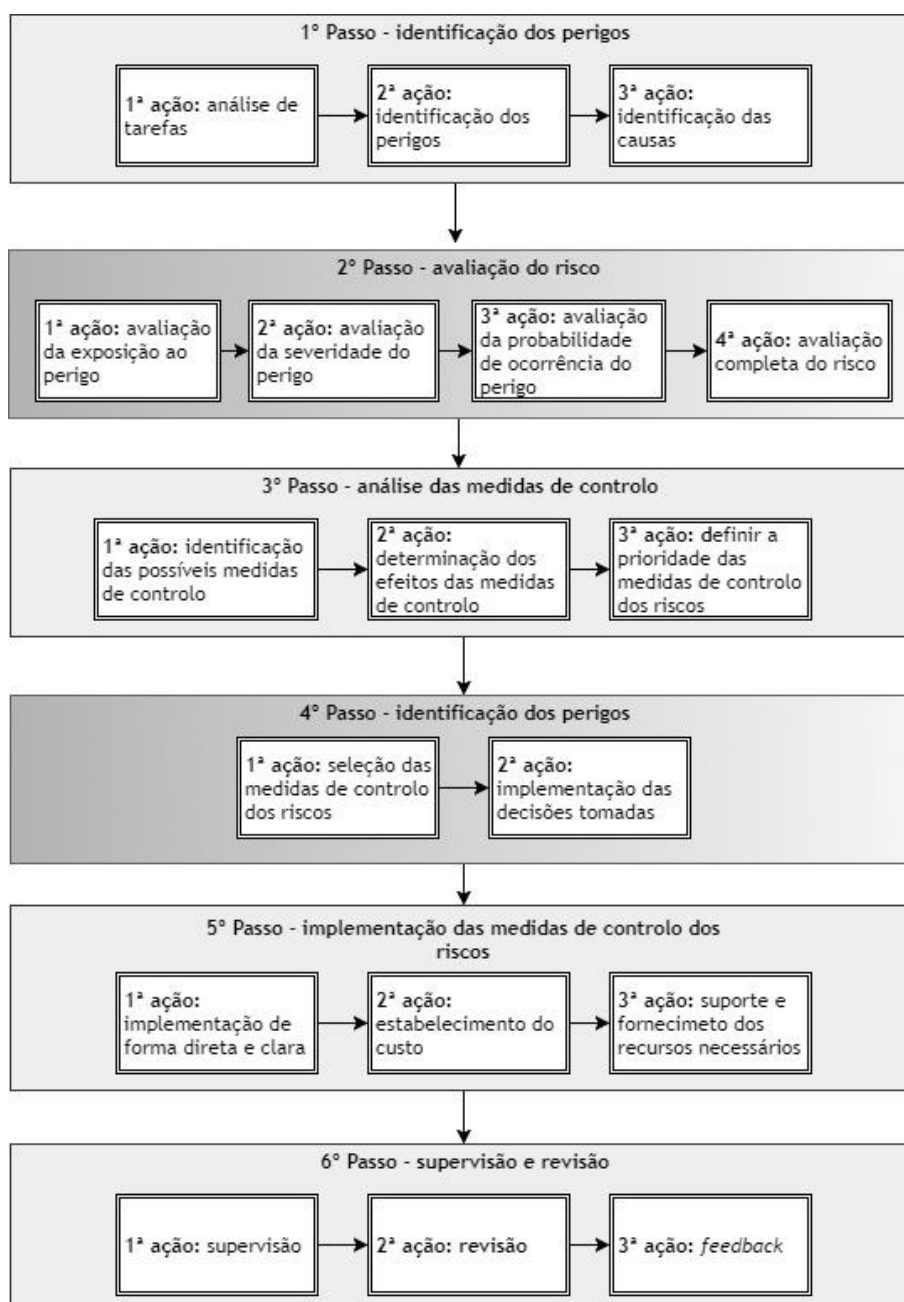 1º Passo - identificação dos perigos
1ª ação: análise de
tarefas
2ª ação:
identificação dos
perigos
3ª ação:
identificação das
causas
2º Passo - avaliação do risco
1ª ação: avaliação
da exposição ao
perigo
2ª ação: avaliação
da severidade do
perigo
3ª ação: avaliação
da probabilidade
de ocorrência do
perigo
4ª ação: avaliação
completa do risco
3º Passo - análise das medidas de controlo
1ª ação: identificação
das possíveis medidas
de controlo
2ª ação:
determinação dos
efeitos das medidas
de controlo
3ª ação: definir a
prioridade das
medidas de controlo
dos riscos
4º Passo - identificação dos perigos
1ª ação: seleção das
medidas de controlo
dos riscos
2ª ação:
implementação das
decisões tomadas
5º Passo - implementação das medidas de controlo dos
riscos
1ª ação:
implementação de
forma direta e clara
2ª ação:
estabelecimento do
custo
3ª ação: suporte e
fornecimeto dos
recursos necessários
6º Passo - supervisão e revisão
1ª ação: supervisão
2ª ação: revisão
3ª ação: feedback